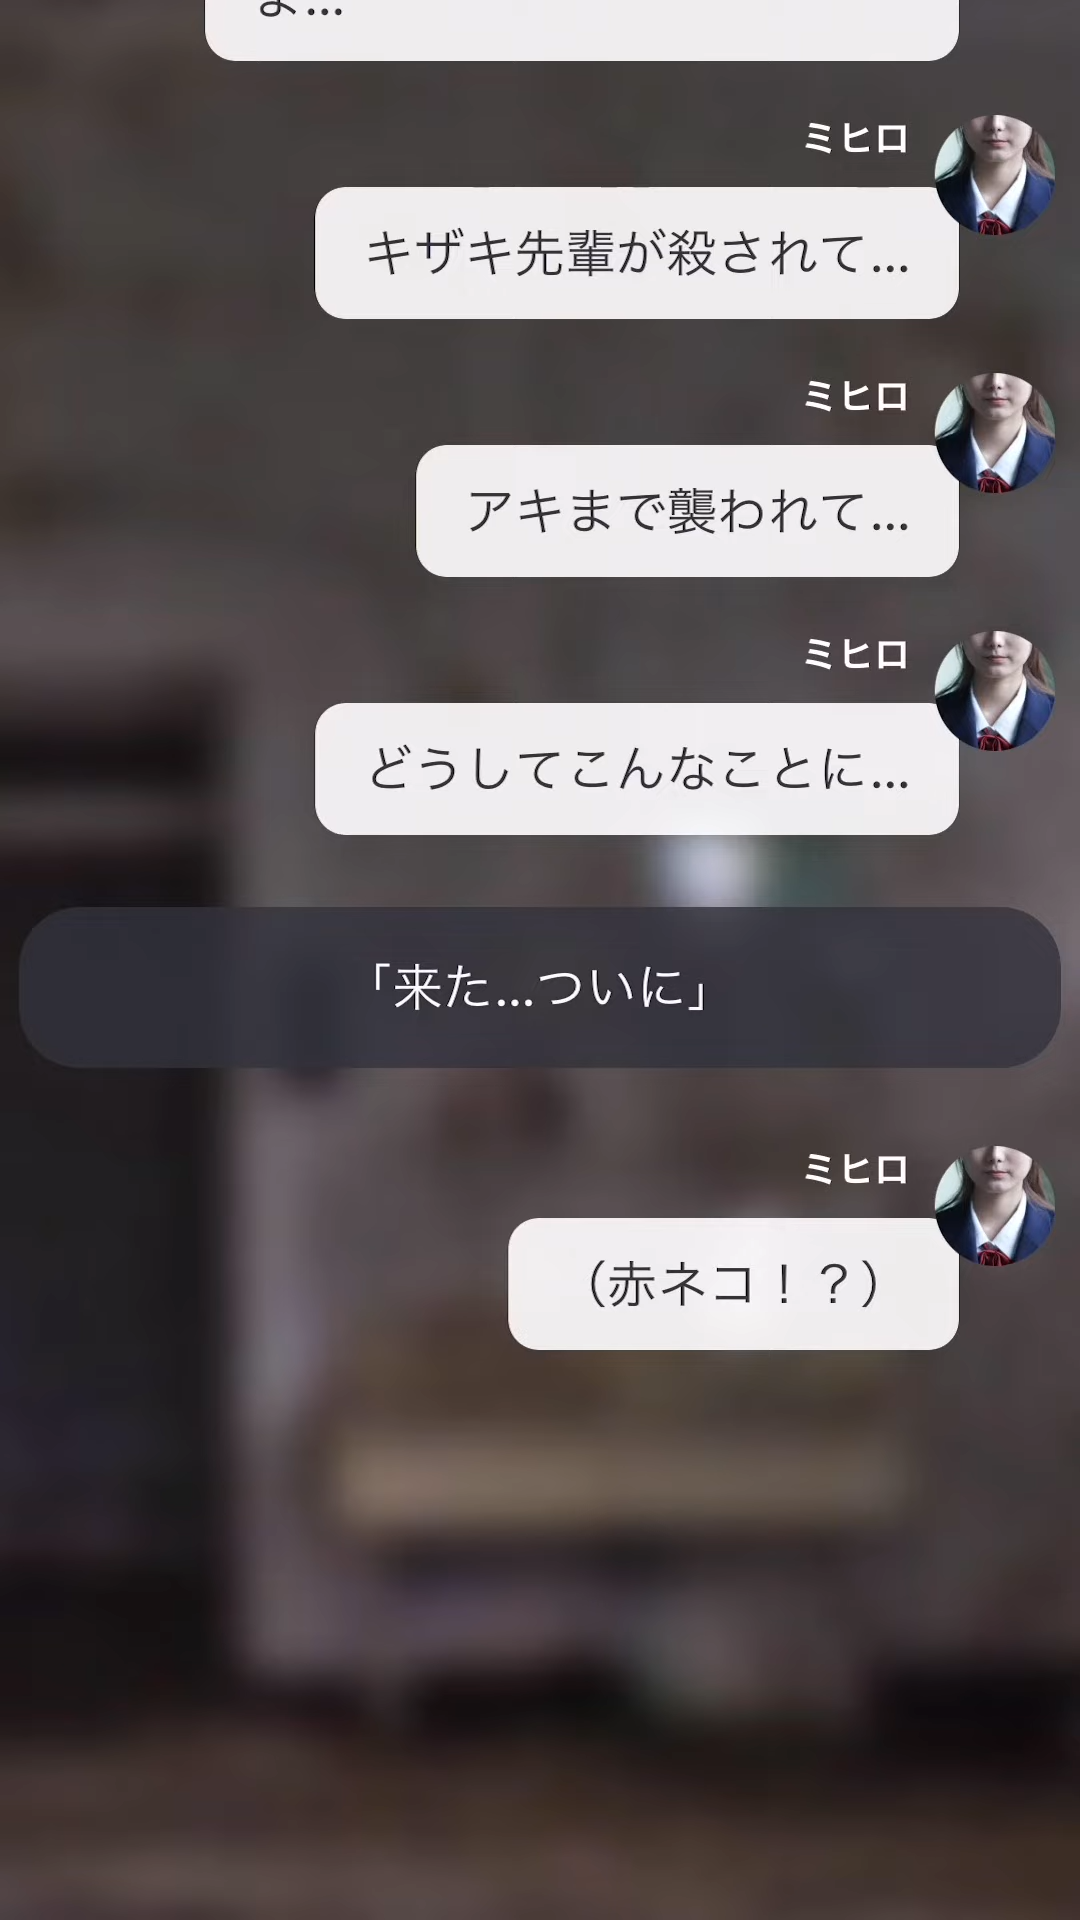 よ...
ミヒロ
キザキ先輩が殺されて...
ミヒロ
アキまで襲われて...
ミヒロ
どうしてこんなことに...
「来た...ついに」
ミヒロ
（赤ネコ！？）